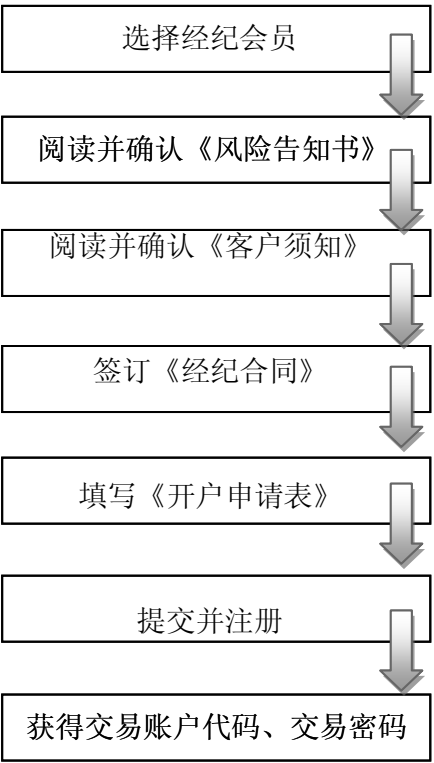 选择经纪会员
阅读并确认《风险告知书》
阅读并确认《客户须知》
签订《经纪合同》
填写《开户申请表》
提交并注册
获得交易账户代码、交易密码